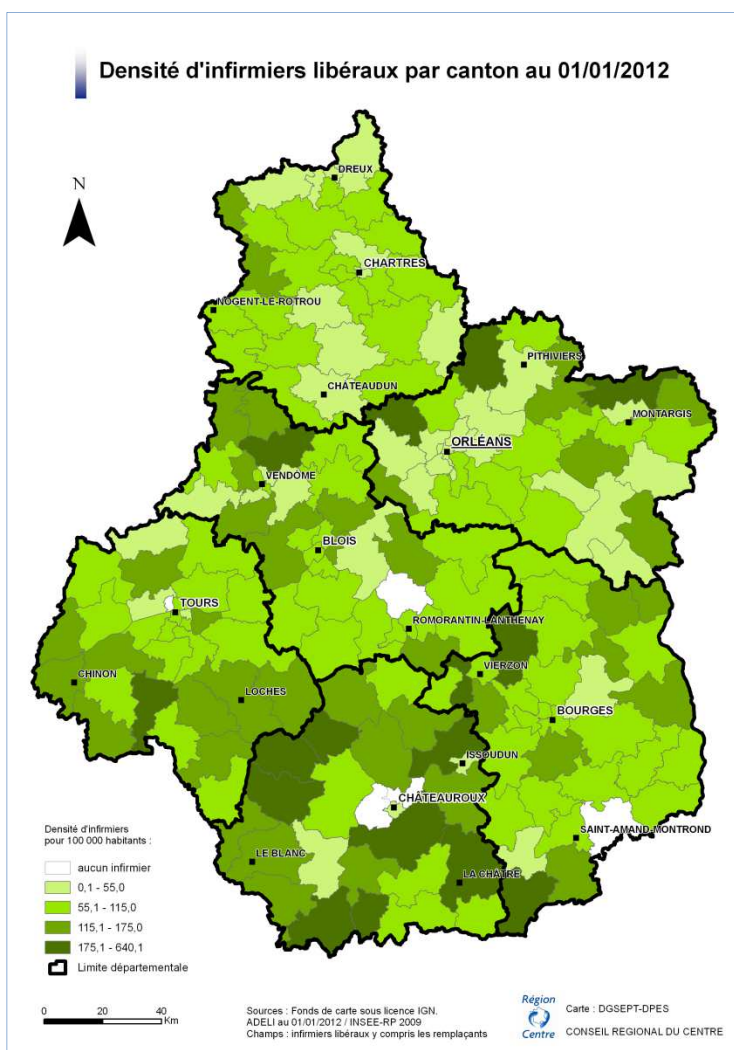 Densité d'infirmiers libéraux par canton au 01/01/2012
N
DREUX
CHARTRES
NOGENT-LE-ROTROU
PITHIVIERS
CHÂTEAUDUN
MONTARGIS
ORLÉANS
VENDÔME
BLOIS
TOURS
ROMORANTIN-LANTHENAY
CHINON
VIERZON
LOCHES
BOURGES
ISSOUDUN
CHÂTEAUROUX
SAINT-AMAND-MONTROND
LE BLANC
LA CHÂTRE
Densité d'infirmiers
pour 100 000 habitants :
aucun infirmier
0,1 - 55,0
55,1 - 115,0
115,1 - 175,0
175,1 - 640,1
Limite départementale
0 20 40
Km
Sources : Fonds de carte sous licence IGN.
ADELI au 01/01/2012 / INSEE-RP 2009
Champs : infirmiers libéraux y compris les remplaçants
Région
Centre
Carte : DGSEPT-DPES
CONSEIL REGIONAL DU CENTRE